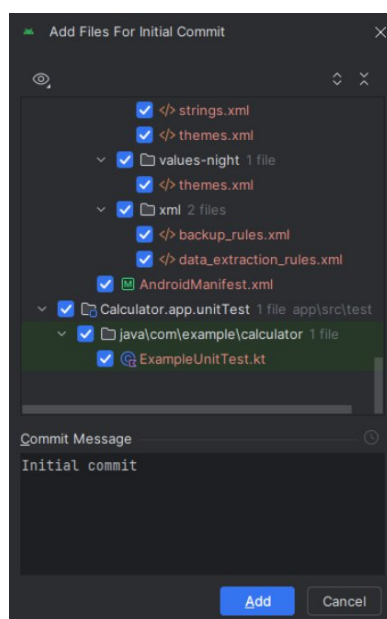 Add Files For Initial Commit
</> strings.xml
</> themes.xml
values-night 1 file
</> themes.xml
xml 2 files
</> backup_rules.xml
</> data_extraction_rules.xml
M AndroidManifest.xml
Calculator.app.unitTest 1 file app\src\test
java\com\example\calculator 1 file
ExampleUnitTest.kt
Commit Message
Initial commit
Add Cancel